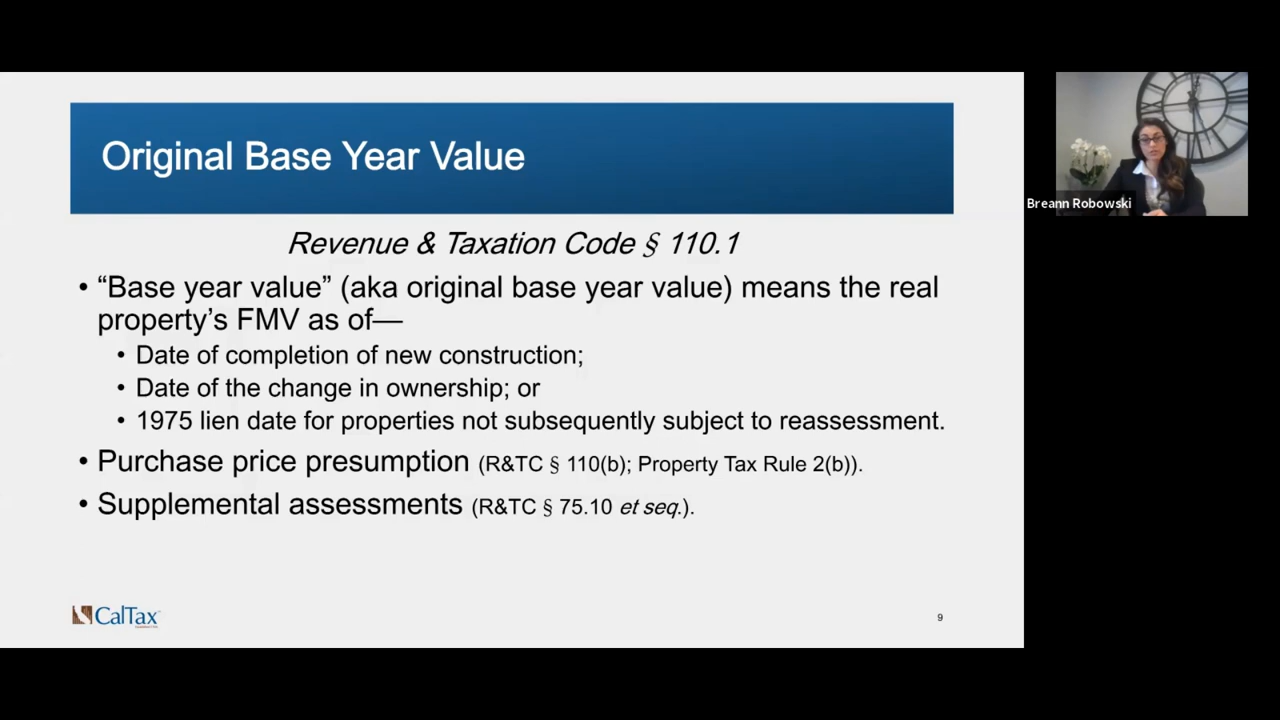 Original Base Year Value
Revenue & Taxation Code § 110.1
• “Base year value” (aka original base year value) means the real
property’s FMV as of—
• Date of completion of new construction;
• Date of the change in ownership; or
• 1975 lien date for properties not subsequently subject to reassessment.
• Purchase price presumption (R&TC § 110(b); Property Tax Rule 2(b)).
• Supplemental assessments (R&TC § 75.10 et seq.).
CalTax
9
Breann Robowski